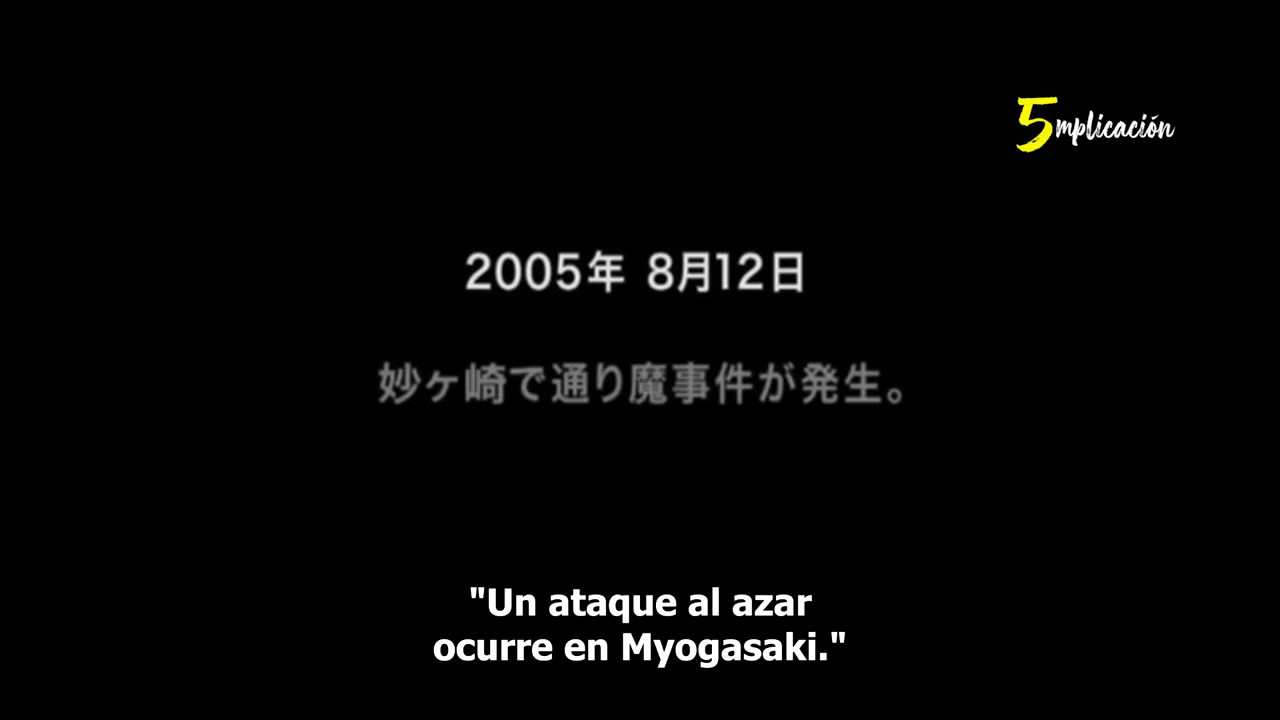 5mplicación
2005年 8月12日
妙ヶ崎で通り魔事件が発生。
"Un ataque al azar
ocurre en Myogasaki."